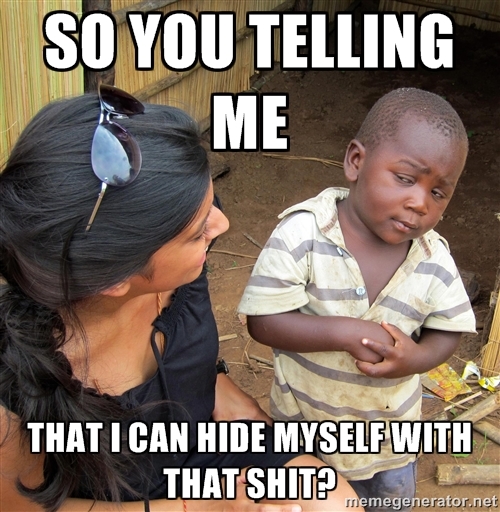 SO YOU TELLING
ME
THAT I CAN HIDE MYSELF WITH
THAT SHIT?
memegenerator.net